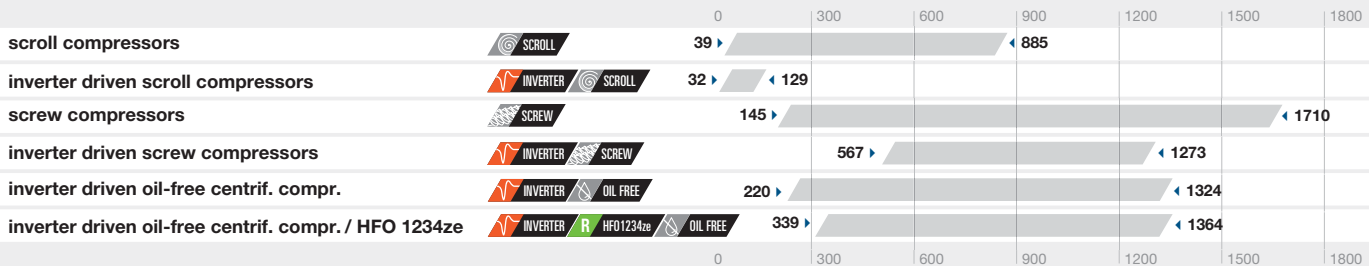 0 300 600 900 1200 1500 1800
scroll compressors SCROLL 39 885
inverter driven scroll compressors INVERTER SCROLL 32 129
screw compressors SCREW 145 1710
inverter driven screw compressors INVERTER SCREW 567 1273
inverter driven oil-free centrif. compr. INVERTER OIL FREE 220 1324
inverter driven oil-free centrif. compr. / HFO 1234ze INVERTER R HFO1234ze OIL FREE 339 1364
0 300 600 900 1200 1500 1800